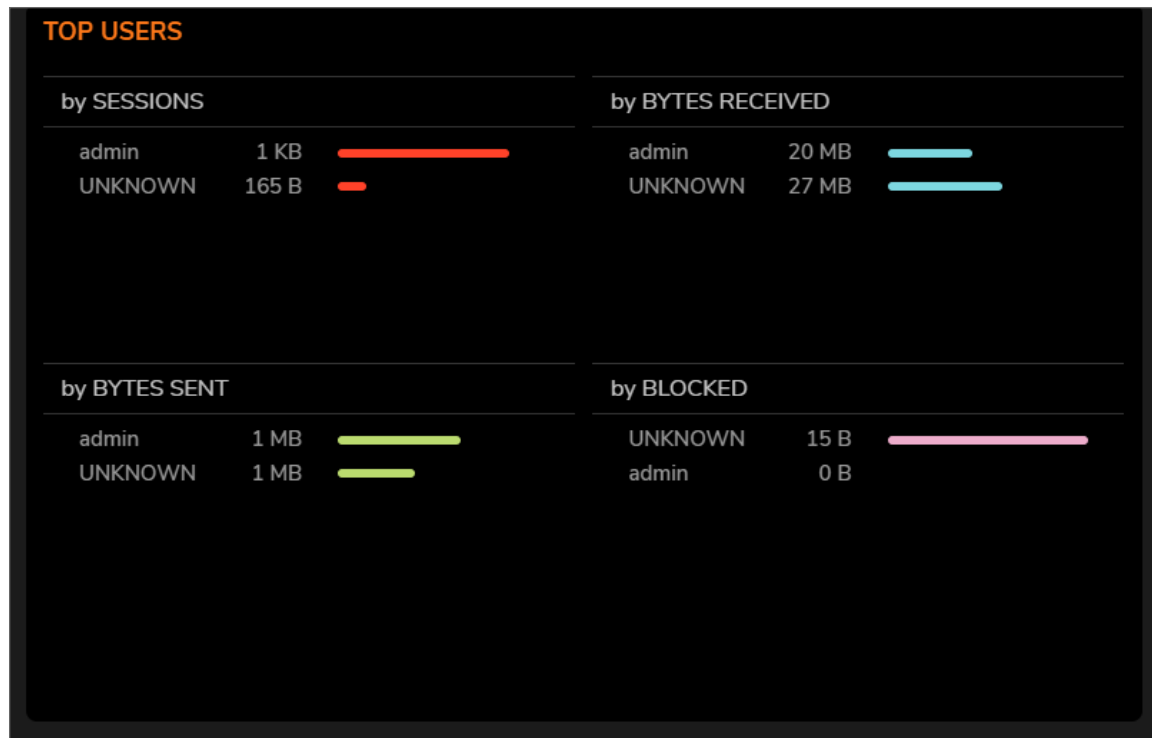 TOP USERS
by SESSIONS
admin 1 KB
UNKNOWN 165 B
by BYTES RECEIVED
admin 20 MB
UNKNOWN 27 MB
by BYTES SENT
admin 1 MB
UNKNOWN 1 MB
by BLOCKED
UNKNOWN 15 B
admin 0 B